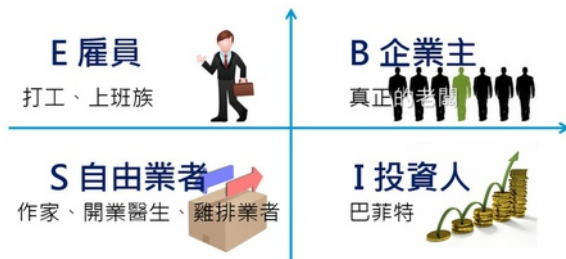 E 雇員
打工、上班族
B 企業主
真正的老闆
S 自由業者
作家、開業醫生、雞排業者
I 投資人
巴菲特